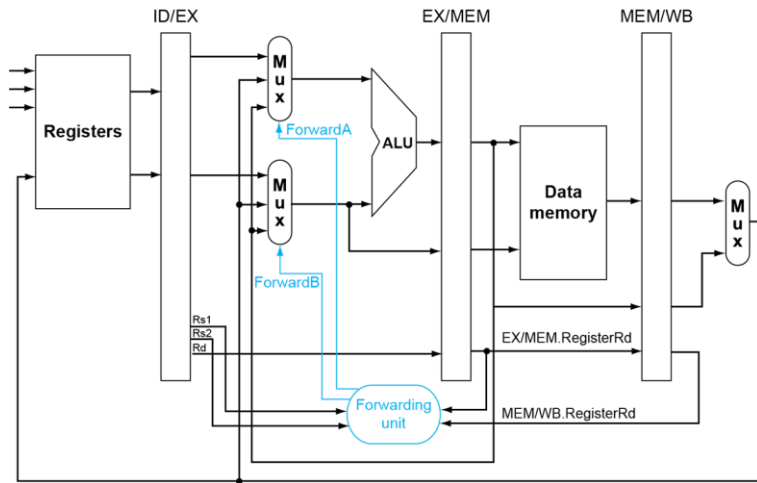 ID/EX
EX/MEM
MEM/WB
Registers
Mux
ForwardA
ALU
Mux
Data
memory
Mux
ForwardB
Rs1
Rs2
Rd
EX/MEM.RegisterRd
Forwarding
unit
MEM/WB.RegisterRd